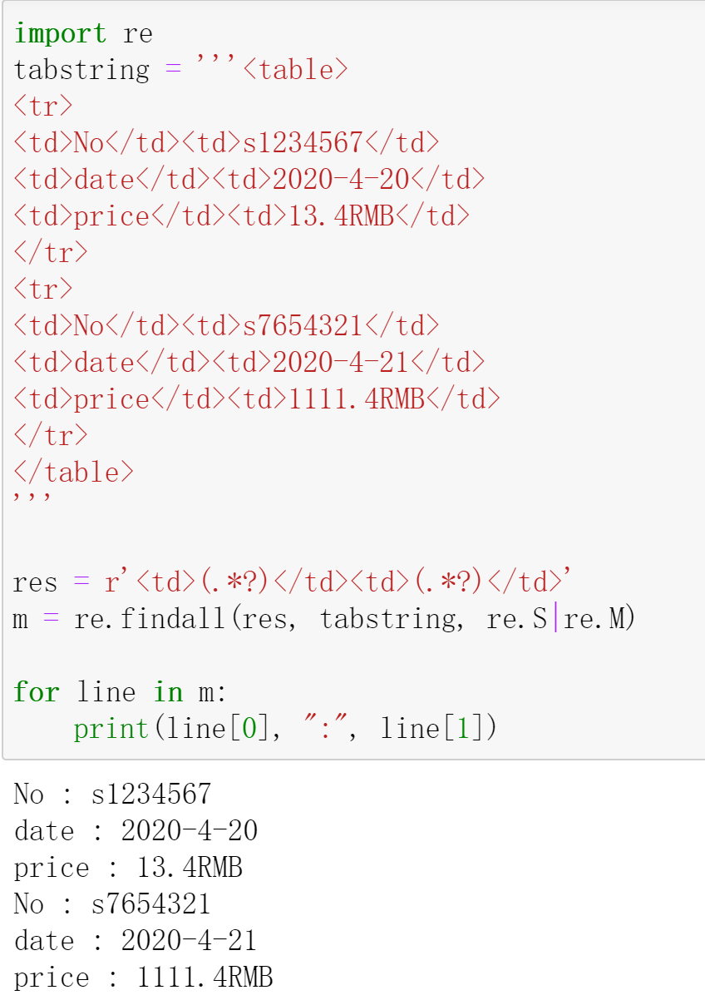 import re
tabstring = '''<table>
<tr>
<td>No</td><td>s1234567</td>
<td>date</td><td>2020-4-20</td>
<td>price</td><td>13.4RMB</td>
</tr>
<tr>
<td>No</td><td>s7654321</td>
<td>date</td><td>2020-4-21</td>
<td>price</td><td>1111.4RMB</td>
</tr>
</table>
'''
res = r'<td>(.*?)</td><td>(.*?)</td>'
m = re.findall(res, tabstring, re.S|re.M)
for line in m:
    print(line[0], ":", line[1])
No : s1234567
date : 2020-4-20
price : 13.4RMB
No : s7654321
date : 2020-4-21
price : 1111.4RMB